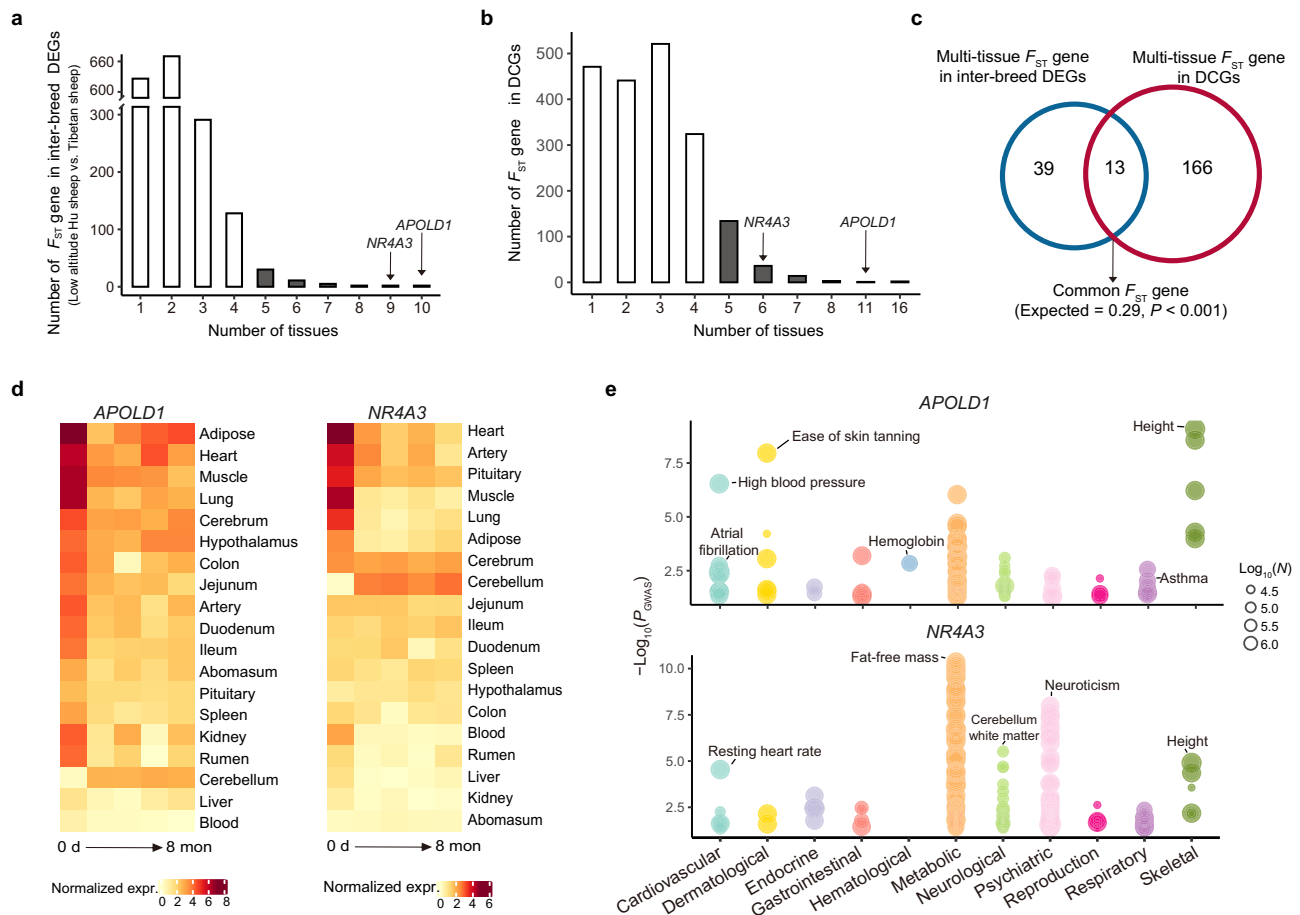 a
Number of FST gene in inter-breed DEGs
(Low altitude Hu sheep vs. Tibetan sheep)
660
600
300
100
0
NR4A3
APOLD1
1 2 3 4 5 6 7 8 9 10
Number of tissues
b
Number of FST gene in DCGs
500
400
300
200
100
0
NR4A3
APOLD1
1 2 3 4 5 6 7 8 11 16
Number of tissues
c
Multi-tissue FST gene
in inter-breed DEGs
Multi-tissue FST gene
in DCGs
39
13
166
Common FST gene
(Expected = 0.29, P < 0.001)
d
APOLD1
Adipose
Heart
Muscle
Lung
Cerebrum
Hypothalamus
Colon
Jejunum
Artery
Duodenum
Ileum
Abomasum
Pituitary
Spleen
Kidney
Rumen
Cerebellum
Liver
Blood
0 d
8 mon
Normalized expr.
0 2 4 6 8
NR4A3
Heart
Artery
Pituitary
Muscle
Lung
Adipose
Cerebrum
Cerebellum
Jejunum
Ileum
Duodenum
Spleen
Hypothalamus
Colon
Blood
Rumen
Liver
Kidney
Abomasum
0 d
8 mon
Normalized expr.
0 2 4 6
e
−Log10(PGWAS)
APOLD1
7.5
5.0
2.5
Ease of skin tanning
High blood pressure
Atrial
fibrillation
Hemoglobin
Asthma
Height
Log10(N)
4.5
5.0
5.5
6.0
NR4A3
10.0
7.5
5.0
2.5
Fat-free mass
Neuroticism
Cerebellum
white matter
Resting heart rate
Height
Cardiovascular
Dermatological
Endocrine
Gastrointestinal
Hematological
Metabolic
Neurological
Psychiatric
Reproduction
Respiratory
Skeletal